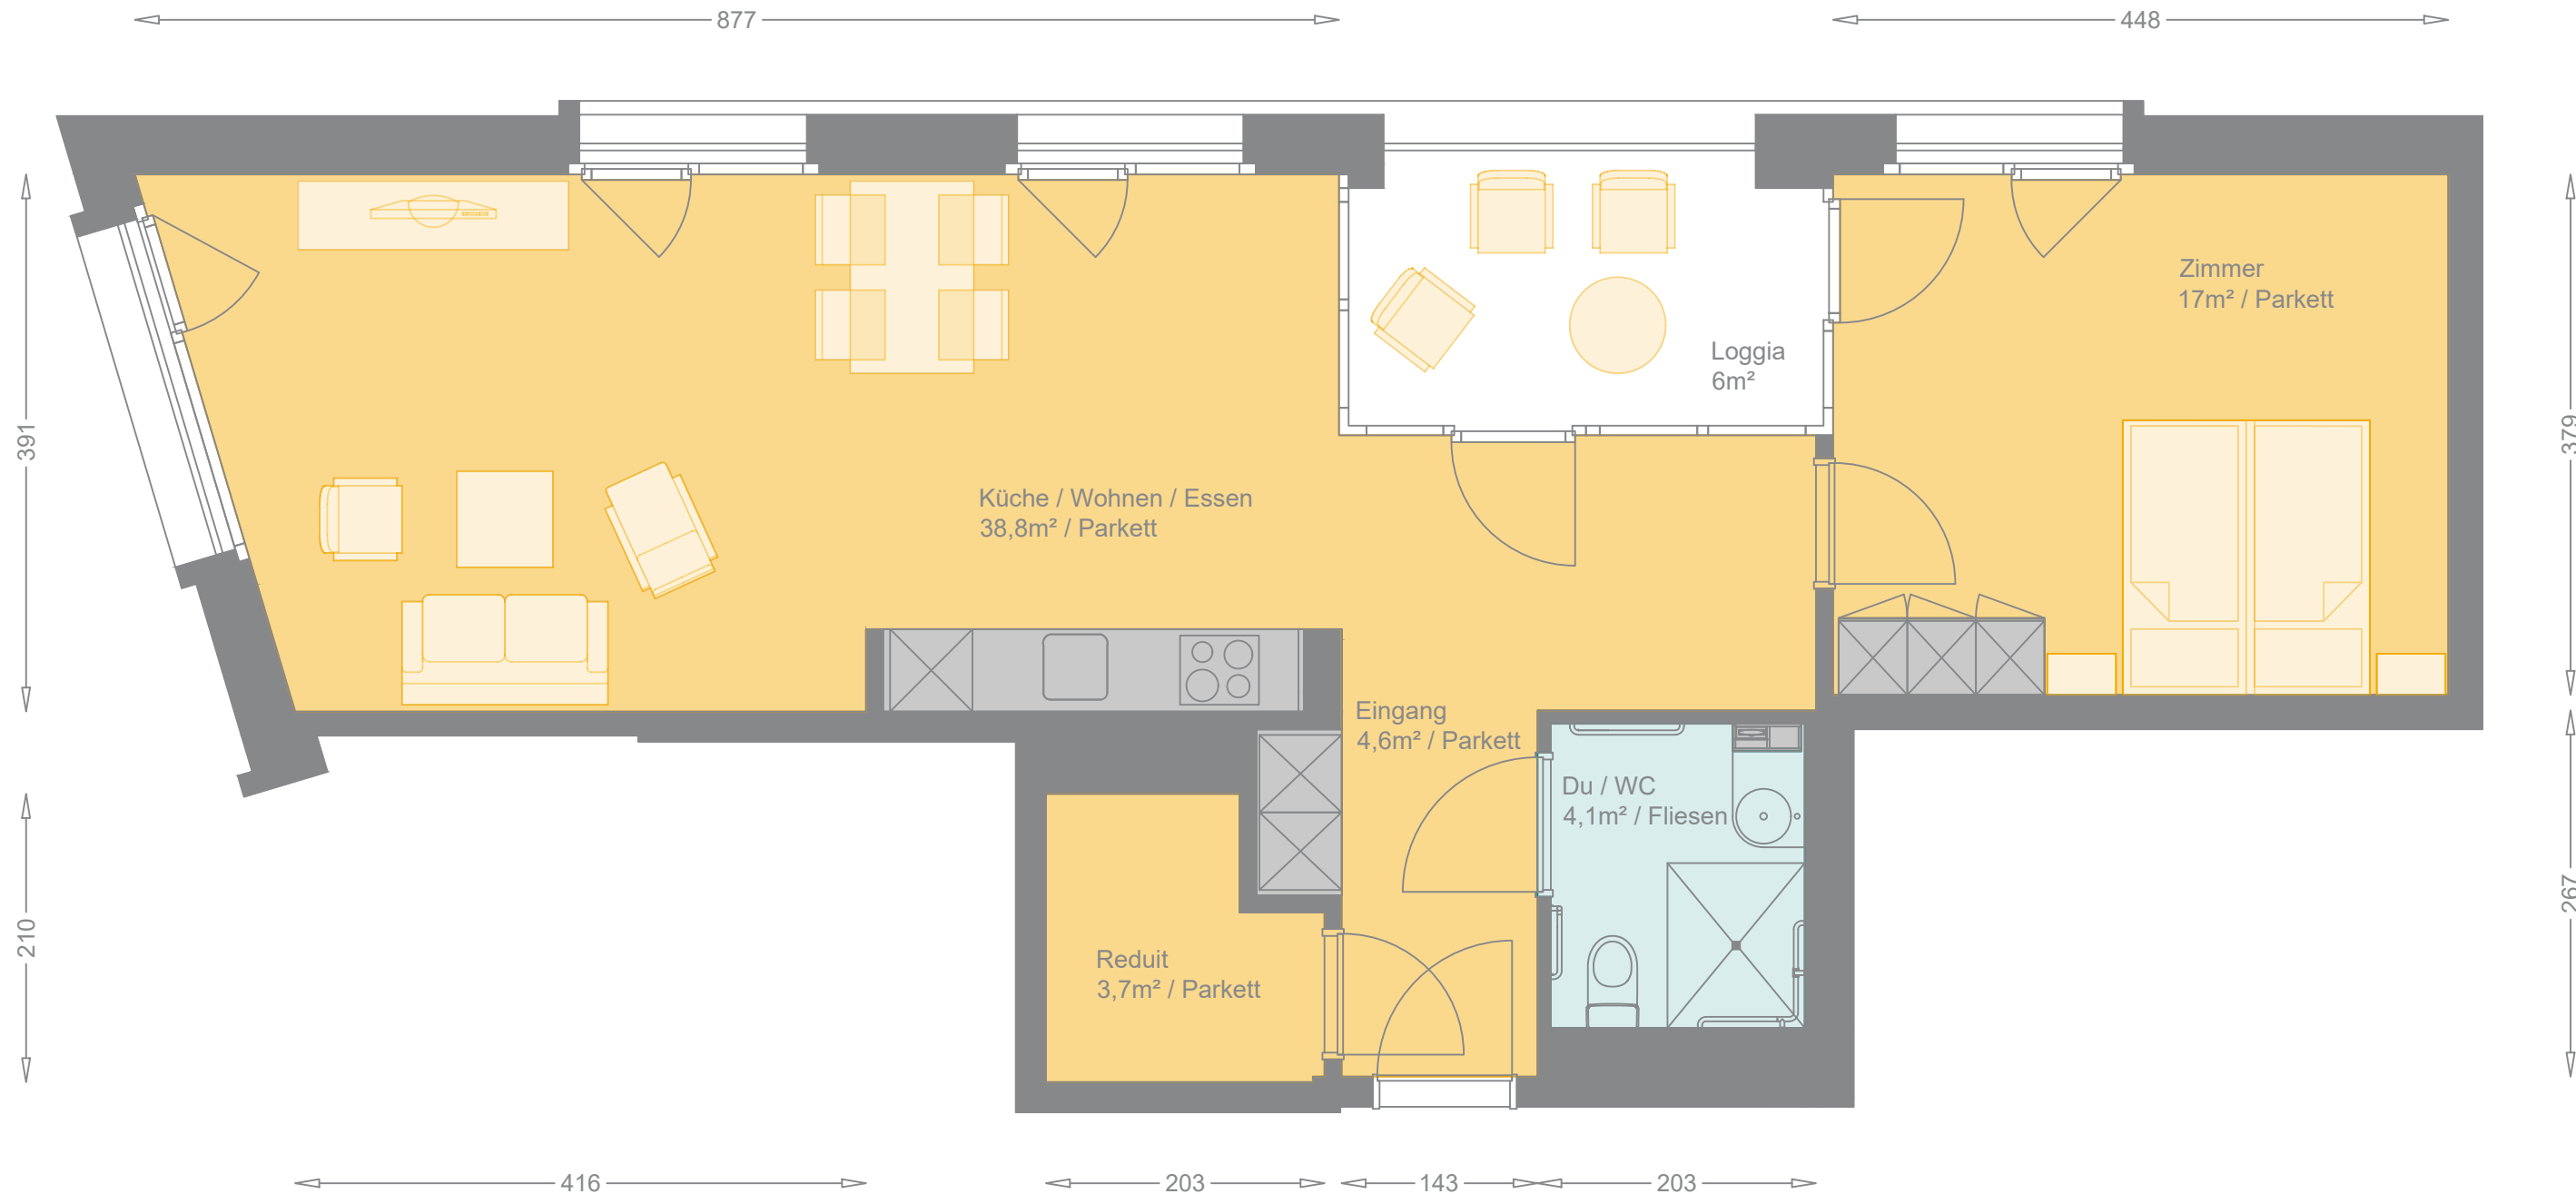 877
448
Zimmer
17m² / Parkett
Loggia
6m²
391
379
Küche / Wohnen / Essen
38,8m² / Parkett
Eingang
4,6m² / Parkett
Du / WC
4,1m² / Fliesen
210
267
Reduit
3,7m² / Parkett
416
203
143
203